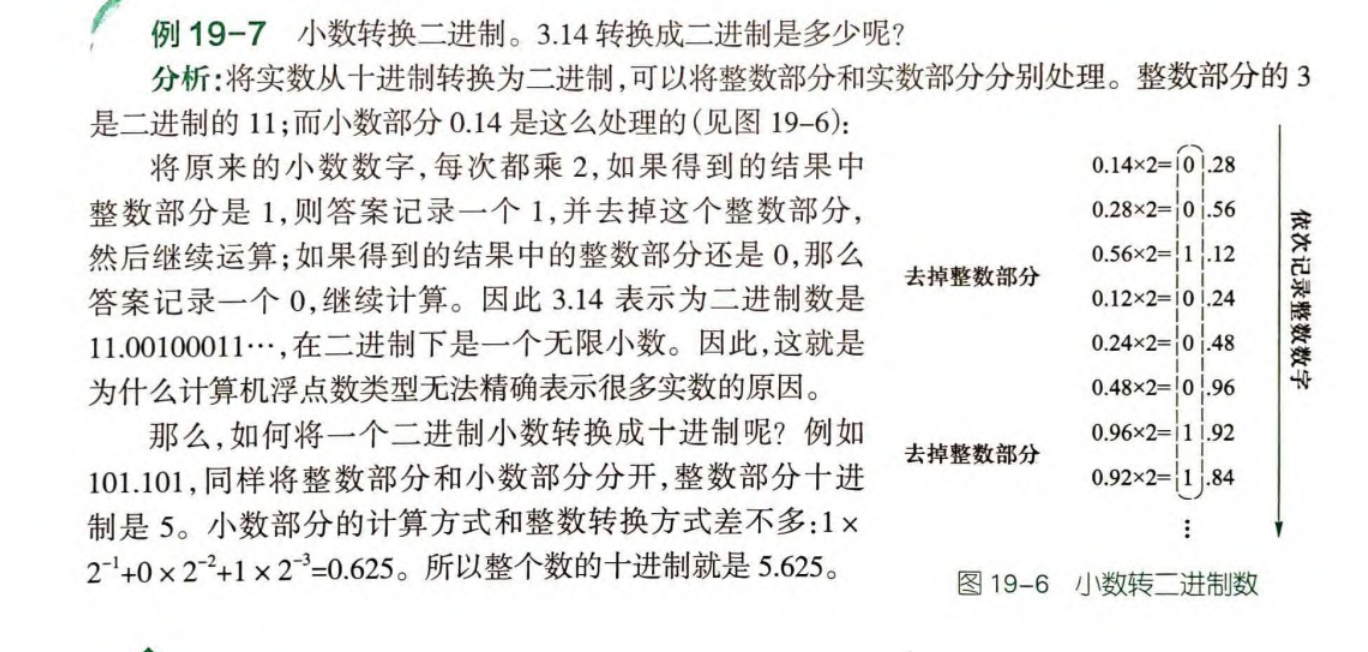 例 19-7 小数转换二进制。3.14 转换成二进制是多少呢?
分析:将实数从十进制转换为二进制,可以将整数部分和实数部分分别处理。整数部分的 3
是二进制的 11;而小数部分 0.14 是这么处理的(见图 19-6):
将原来的小数数字,每次都乘 2,如果得到的结果中
整数部分是 1,则答案记录一个 1,并去掉这个整数部分,
然后继续运算;如果得到的结果中的整数部分还是 0,那么
答案记录一个 0,继续计算。因此 3.14 表示为二进制数是
11.00100011…,在二进制下是一个无限小数。因此,这就是
为什么计算机浮点数类型无法精确表示很多实数的原因。
那么,如何将一个二进制小数转换成十进制呢? 例如
101.101,同样将整数部分和小数部分分开,整数部分十进
制是 5。小数部分的计算方式和整数转换方式差不多:1×
2⁻¹+0×2⁻²+1×2⁻³=0.625。所以整个数的十进制就是 5.625。
0.14×2=0.28
0.28×2=0.56
0.56×2=1.12
去掉整数部分
0.12×2=0.24
0.24×2=0.48
0.48×2=0.96
0.96×2=1.92
去掉整数部分
0.92×2=1.84
⋮
依次记录整数数字
图 19-6 小数转二进制数